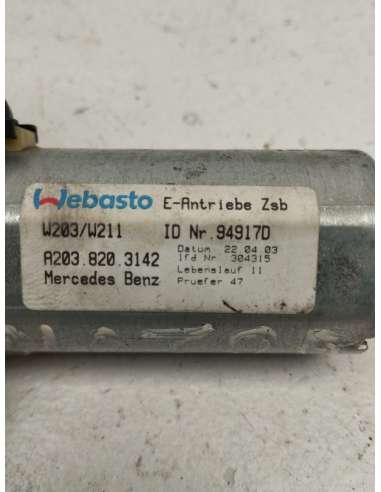 Webasto E-Antriebe Zsb
W203/W211 ID Nr.94917D
Datum 22.04.03
A203.820.3142 lfd Nr 304315
Lebenslauf 11
Mercedes Benz Pruefer 47